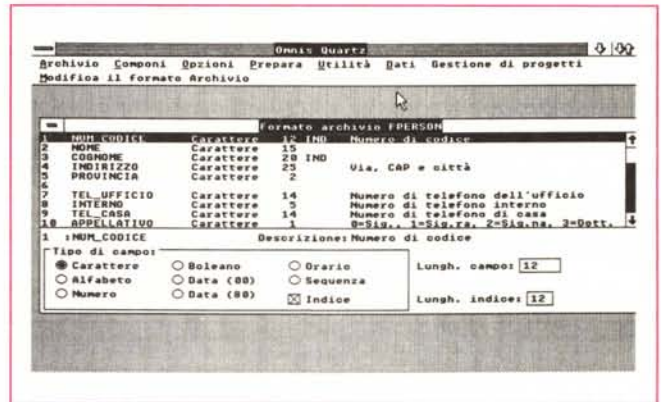 Omnis Quartz
Archivio Componi Opzioni Prepara Utilità Dati Gestione di progetti
Modifica il formato Archivio
Formato archivio FPERSON
1 NUM_CODICE Carattere 12 IND Numero di codice
2 NOME Carattere 15
3 COGNOME Carattere 20 IND
4 INDIRIZZO Carattere 25 Via, CAP e città
5 PROVINCIA Carattere 2
6
7 TEL_UFFICIO Carattere 14 Numero di telefono dell'ufficio
8 INTERNO Carattere 5 Numero di telefono interno
9 TEL_CASA Carattere 14 Numero di telefono di casa
10 APPELLATIVO Carattere 1 0=Sig., 1=Sig.ra, 2=Sig.na, 3=Dott.
1 :NUM_CODICE Descrizione: Numero di codice
Tipo di campo:
Carattere Boleano Orario Lungh. campo: 12
Alfabeto Data (00) Sequenza
Numero Data (80) Indice Lungh. indice: 12